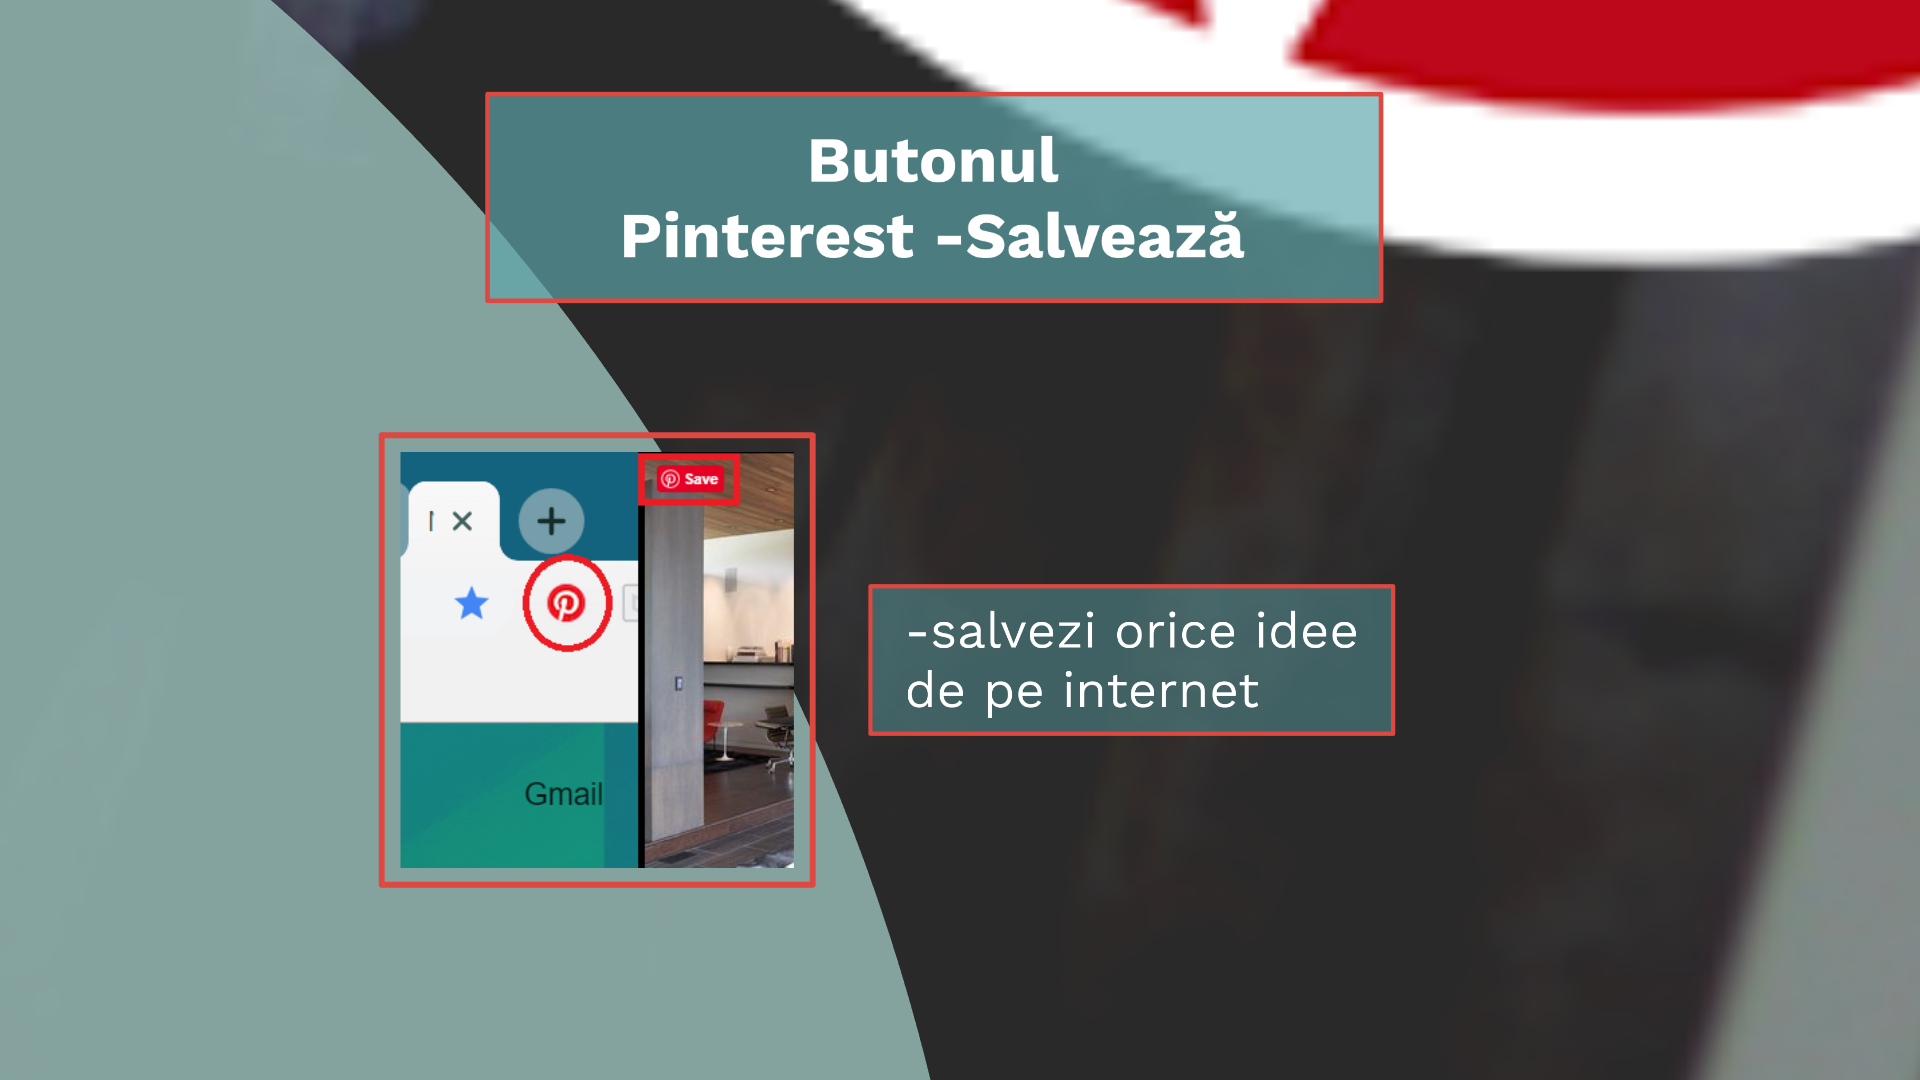 Butonul
Pinterest -Salvează
Save
Gmail
-salvezi orice idee
de pe internet